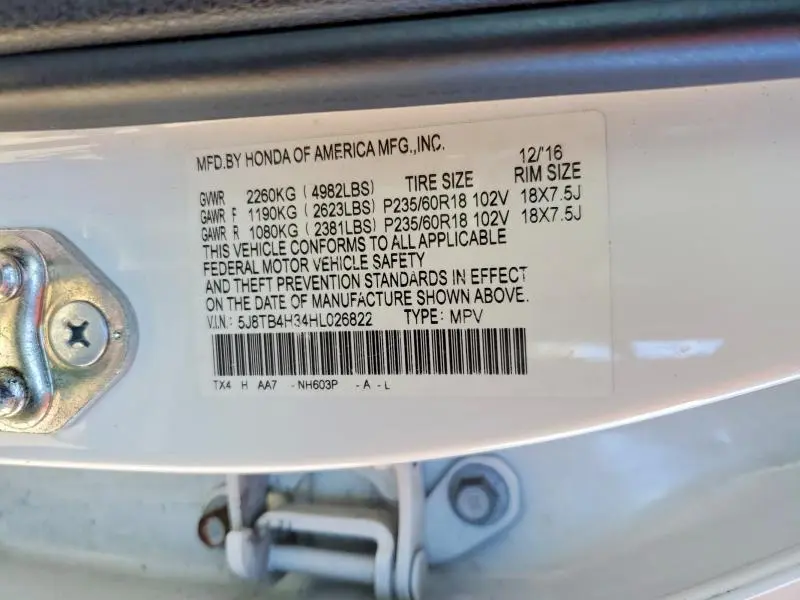 MFD.BY HONDA OF AMERICA MFG.,INC. 12/'16
GVWR 2260KG ( 4982LBS) TIRE SIZE RIM SIZE
GAWR F 1190KG ( 2623LBS) P235/60R18 102V 18X7.5J
GAWR R 1080KG ( 2381LBS) P235/60R18 102V 18X7.5J
THIS VEHICLE CONFORMS TO ALL APPLICABLE
FEDERAL MOTOR VEHICLE SAFETY
AND THEFT PREVENTION STANDARDS IN EFFECT
ON THE DATE OF MANUFACTURE SHOWN ABOVE.
V.I.N.: 5J8TB4H34HL026822 TYPE: MPV
TX4 H AA7 -NH603P -A -L